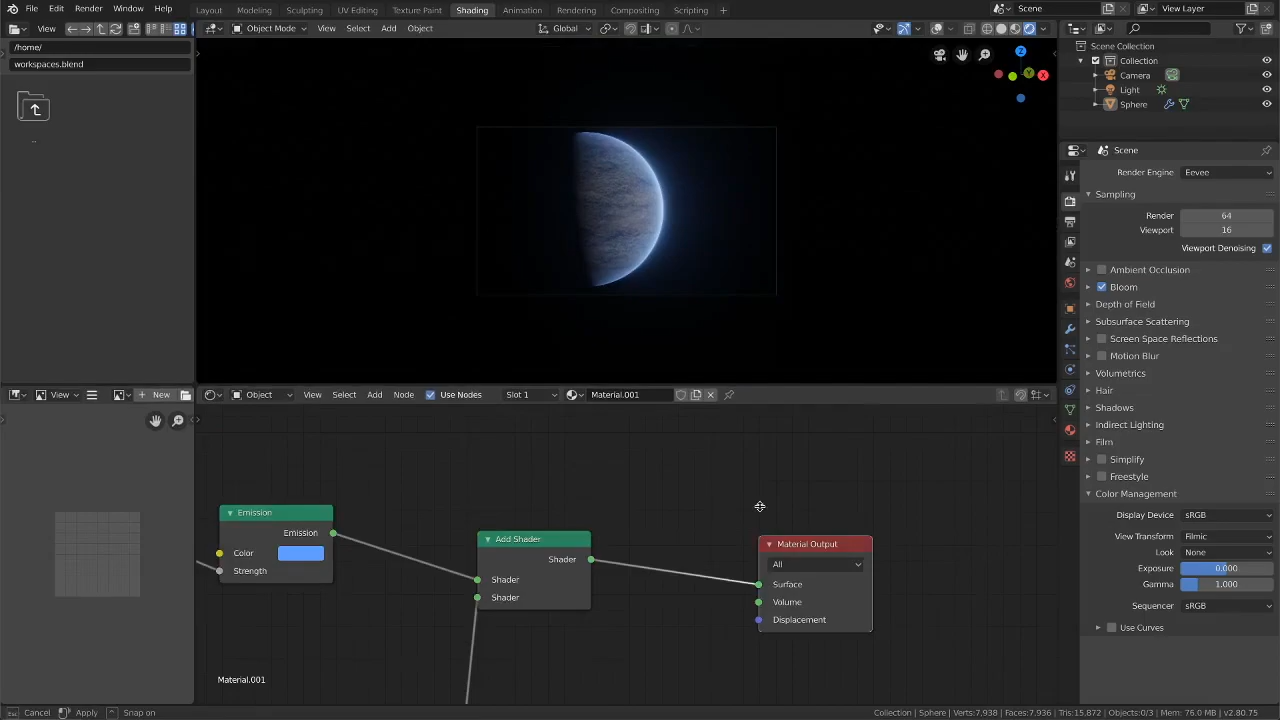 File Edit Render Window Help Layout Modeling Sculpting UV Editing Texture Paint Shading Animation Rendering Compositing Scripting Scene View Layer
View Object Mode View Select Add Object Global
/home/
workspaces.blend
..
Z
Y
X
Scene Collection
Collection
Camera
Light
Sphere
Scene
Render Engine Eevee
Sampling
Render 64
Viewport 16
Viewport Denoising
Ambient Occlusion
Bloom
Depth of Field
Subsurface Scattering
Screen Space Reflections
Motion Blur
Volumetrics
Hair
Shadows
Indirect Lighting
Film
Simplify
Freestyle
Color Management
Display Device sRGB
View Transform Filmic
Look None
Exposure 0.000
Gamma 1.000
Sequencer sRGB
Use Curves
View New Object View Select Add Node Use Nodes Slot 1 Material.001
Emission
Emission
Color
Strength
Add Shader
Shader
Shader
Shader
Material Output
All
Surface
Volume
Displacement
Material.001
Cancel Apply Snap on Collection | Sphere | Verts:7,938 | Faces:7,936 | Tris:15,872 | Objects:0/3 | Mem: 76.0 MB | v2.80.75